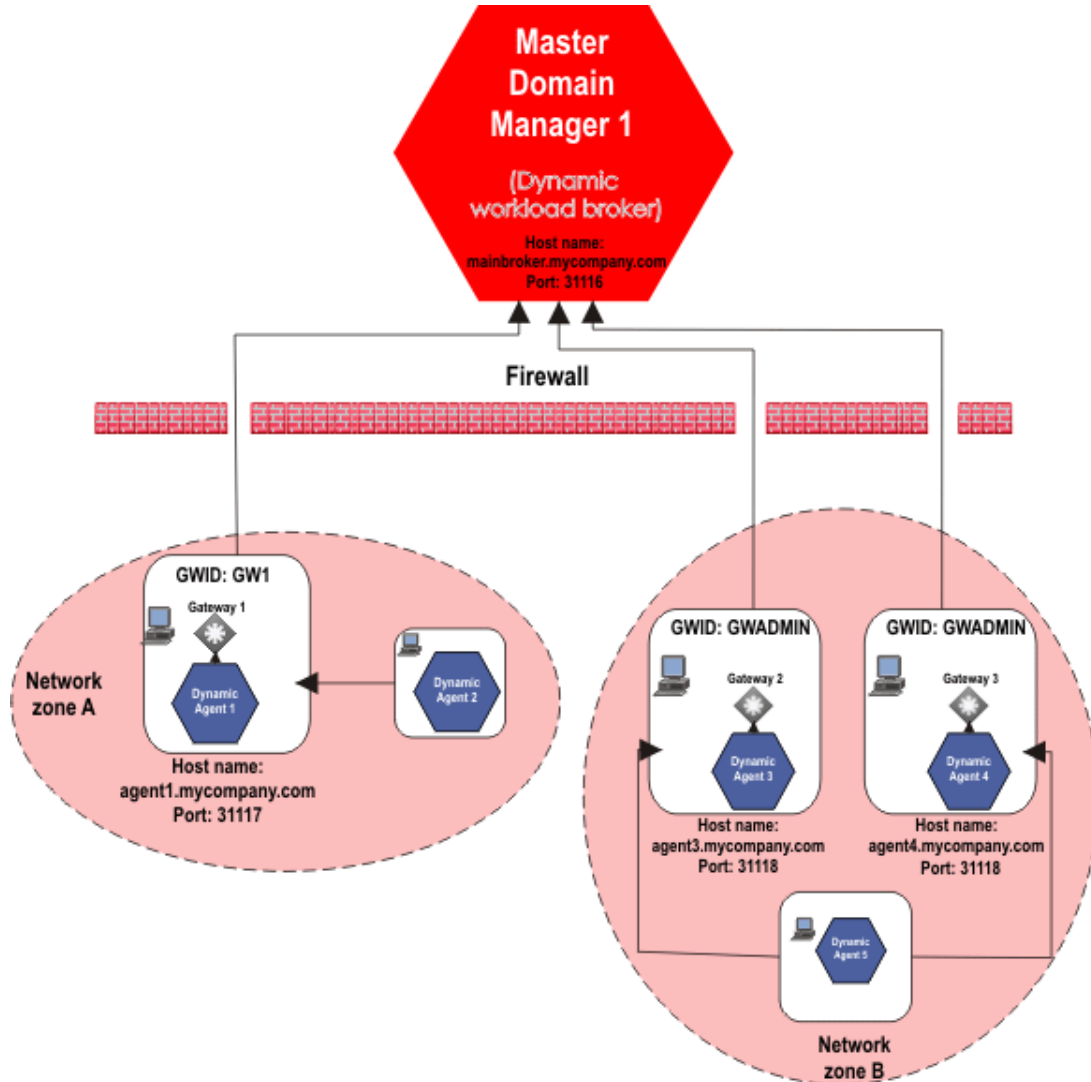 Master
Domain
Manager 1
(Dynamic
workload broker)
Host name:
mainbroker.mycompany.com
Port: 31116
Firewall
GWID: GW1
Gateway 1
Dynamic
Agent 1
Dynamic
Agent 2
Network
zone A
Host name:
agent1.mycompany.com
Port: 31117
GWID: GWADMIN
Gateway 2
Dynamic
Agent 3
Host name:
agent3.mycompany.com
Port: 31118
GWID: GWADMIN
Gateway 3
Dynamic
Agent 4
Host name:
agent4.mycompany.com
Port: 31118
Dynamic
Agent 5
Network
zone B